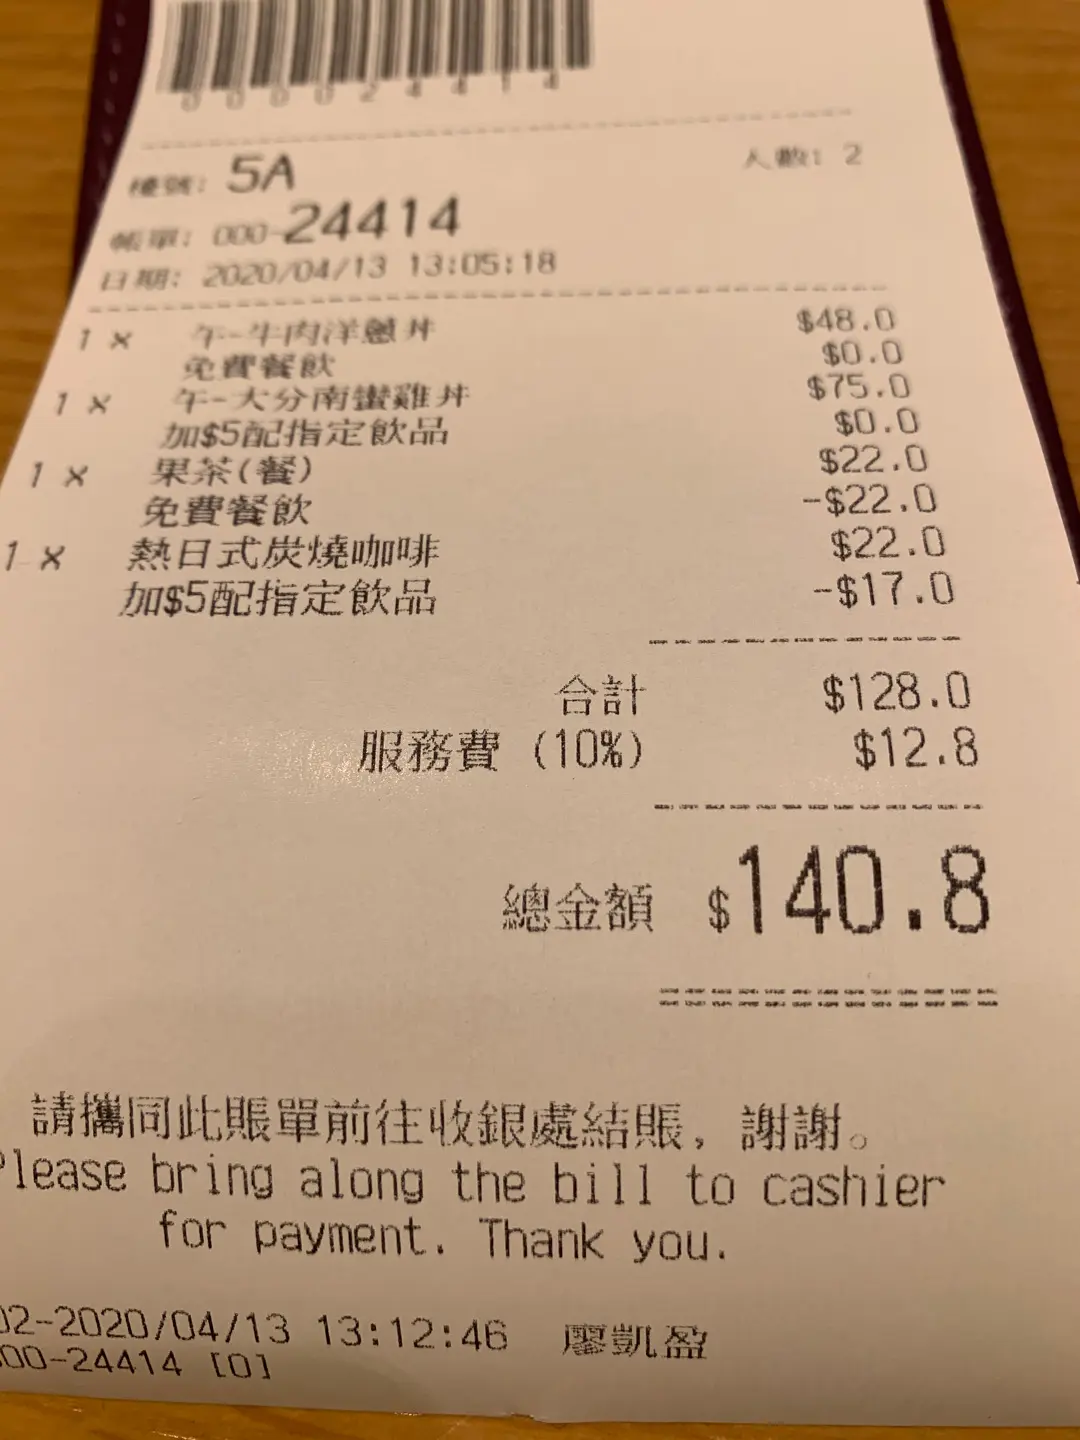 00024414
檯號: 5A
人數: 2
帳單: 000-24414
日期: 2020/04/13 13:05:18
1 × 午-牛肉洋蔥丼 $48.0
免費餐飲 $0.0
1 × 午-大分南蠻雞丼 $75.0
加$5配指定飲品 $0.0
1 × 果茶(餐) $22.0
免費餐飲 -$22.0
1 × 熱日式炭燒咖啡 $22.0
加$5配指定飲品 -$17.0
合計 $128.0
服務費 (10%) $12.8
總金額 $140.8
請攜同此賬單前往收銀處結賬, 謝謝。
Please bring along the bill to cashier
for payment. Thank you.
02-2020/04/13 13:12:46 廖凱盈
000-24414 [0]